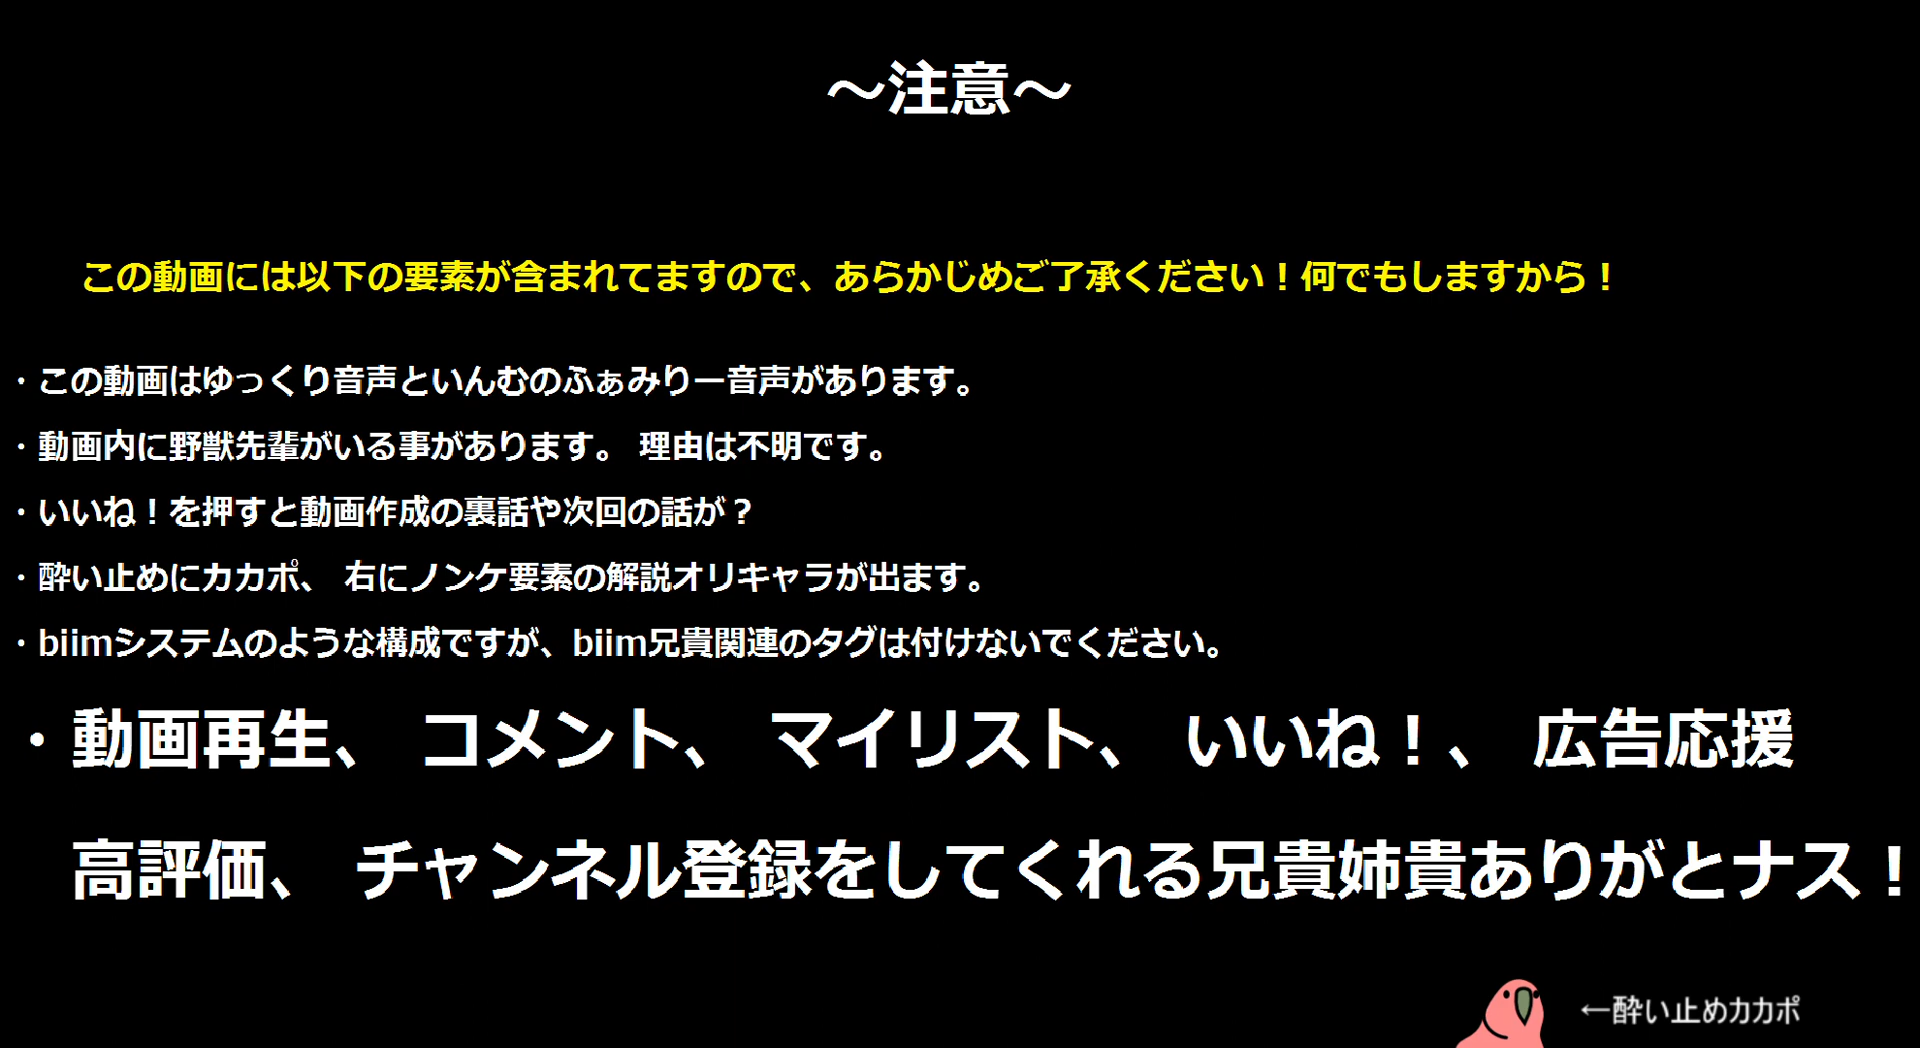 ～注意～
この動画には以下の要素が含まれてますので、あらかじめご了承ください！何でもしますから！
・この動画はゆっくり音声といんむのふぁみりー音声があります。
・動画内に野獣先輩がいる事があります。 理由は不明です。
・いいね！を押すと動画作成の裏話や次回の話が？
・酔い止めにカカポ、 右にノンケ要素の解説オリキャラが出ます。
・biimシステムのような構成ですが、biim兄貴関連のタグは付けないでください。
・動画再生、 コメント、 マイリスト、 いいね！、 広告応援
高評価、 チャンネル登録をしてくれる兄貴姉貴ありがとナス！
←酔い止めカカポ